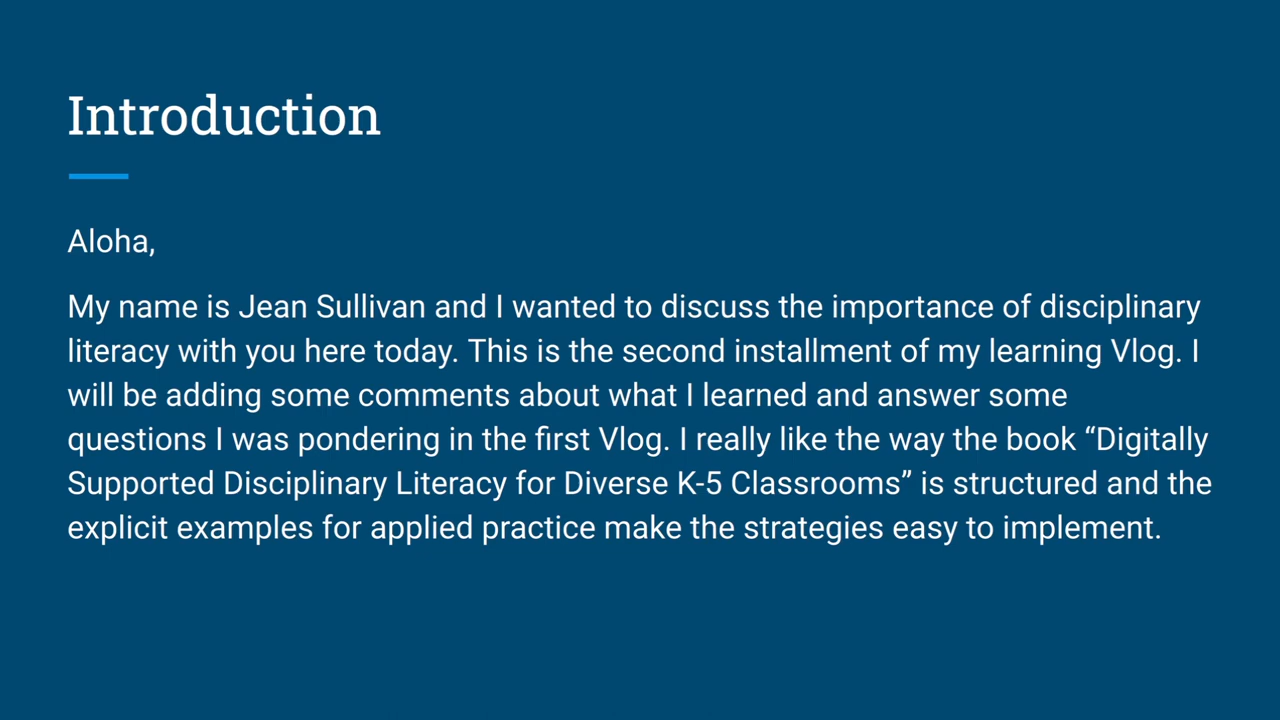 Introduction
Aloha,
My name is Jean Sullivan and I wanted to discuss the importance of disciplinary
literacy with you here today. This is the second installment of my learning Vlog. I
will be adding some comments about what I learned and answer some
questions I was pondering in the first Vlog. I really like the way the book “Digitally
Supported Disciplinary Literacy for Diverse K-5 Classrooms” is structured and the
explicit examples for applied practice make the strategies easy to implement.